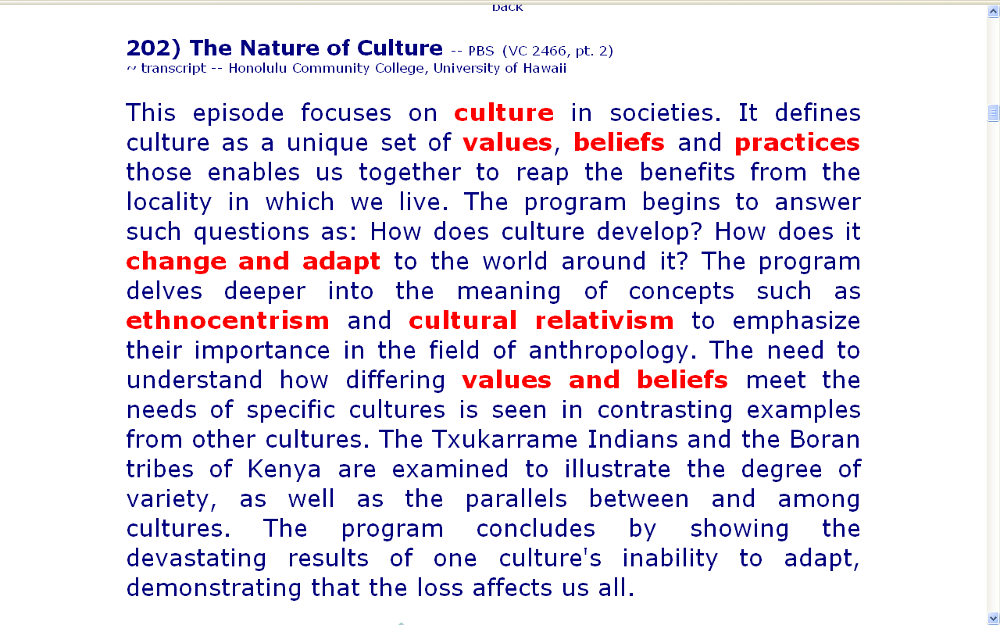 back
202) The Nature of Culture -- PBS (VC 2466, pt. 2)
~ transcript -- Honolulu Community College, University of Hawaii
This episode focuses on culture in societies. It defines
culture as a unique set of values, beliefs and practices
those enables us together to reap the benefits from the
locality in which we live. The program begins to answer
such questions as: How does culture develop? How does it
change and adapt to the world around it? The program
delves deeper into the meaning of concepts such as
ethnocentrism and cultural relativism to emphasize
their importance in the field of anthropology. The need to
understand how differing values and beliefs meet the
needs of specific cultures is seen in contrasting examples
from other cultures. The Txukarrame Indians and the Boran
tribes of Kenya are examined to illustrate the degree of
variety, as well as the parallels between and among
cultures. The program concludes by showing the
devastating results of one culture's inability to adapt,
demonstrating that the loss affects us all.